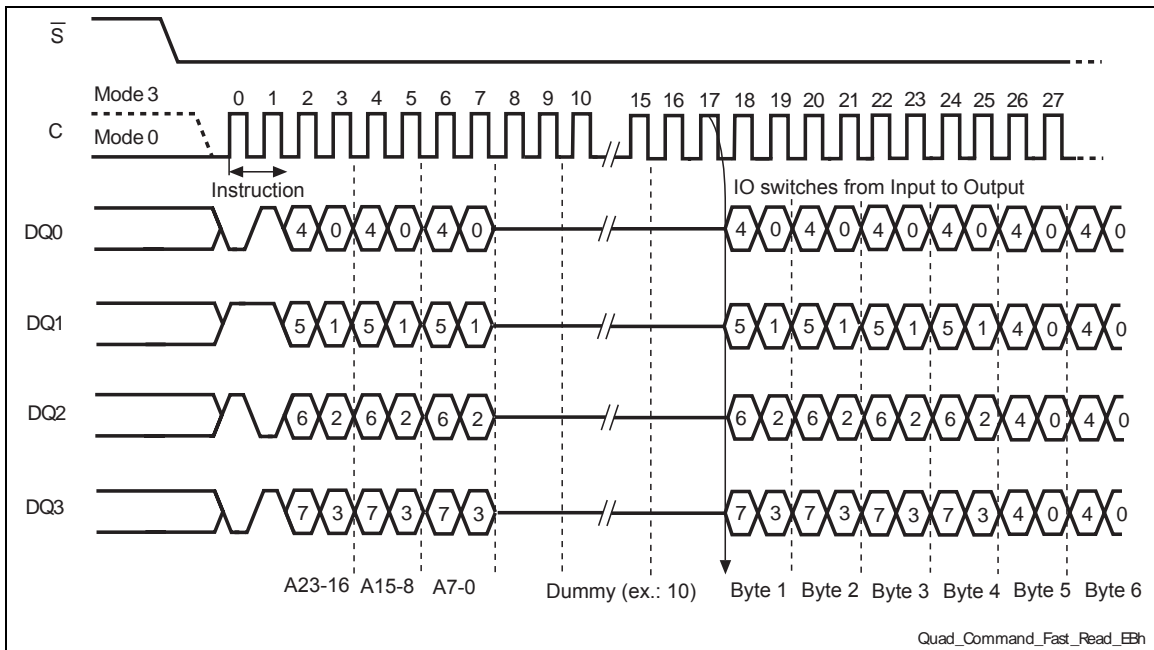 S
Mode 3
C
Mode 0
0 1 2 3 4 5 6 7 8 9 10 15 16 17 18 19 20 21 22 23 24 25 26 27
Instruction
IO switches from Input to Output
DQ0
4 0 4 0 4 0 4 0 4 0 4 0 4 0 4 0 4 0
DQ1
5 1 5 1 5 1 5 1 5 1 5 1 5 1 4 0 4 0
DQ2
6 2 6 2 6 2 6 2 6 2 6 2 6 2 4 0 4 0
DQ3
7 3 7 3 7 3 7 3 7 3 7 3 7 3 4 0 4 0
A23-16 A15-8 A7-0 Dummy (ex.: 10) Byte 1 Byte 2 Byte 3 Byte 4 Byte 5 Byte 6
Quad_Command_Fast_Read_EBh